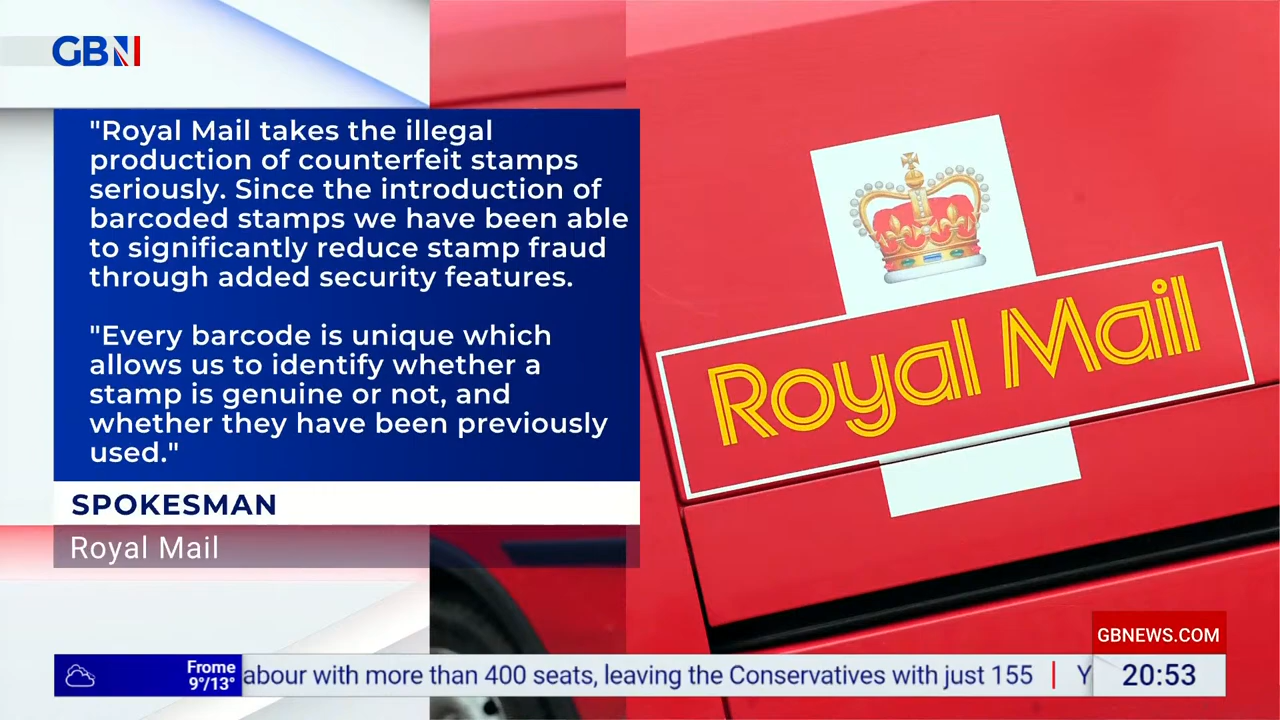 GBN
"Royal Mail takes the illegal
production of counterfeit stamps
seriously. Since the introduction of
barcoded stamps we have been able
to significantly reduce stamp fraud
through added security features.
"Every barcode is unique which
allows us to identify whether a
stamp is genuine or not, and
whether they have been previously
used."
SPOKESMAN
Royal Mail
Royal Mail
GBNEWS.COM
Frome
9°/13°
abour with more than 400 seats, leaving the Conservatives with just 155 | Y
20:53